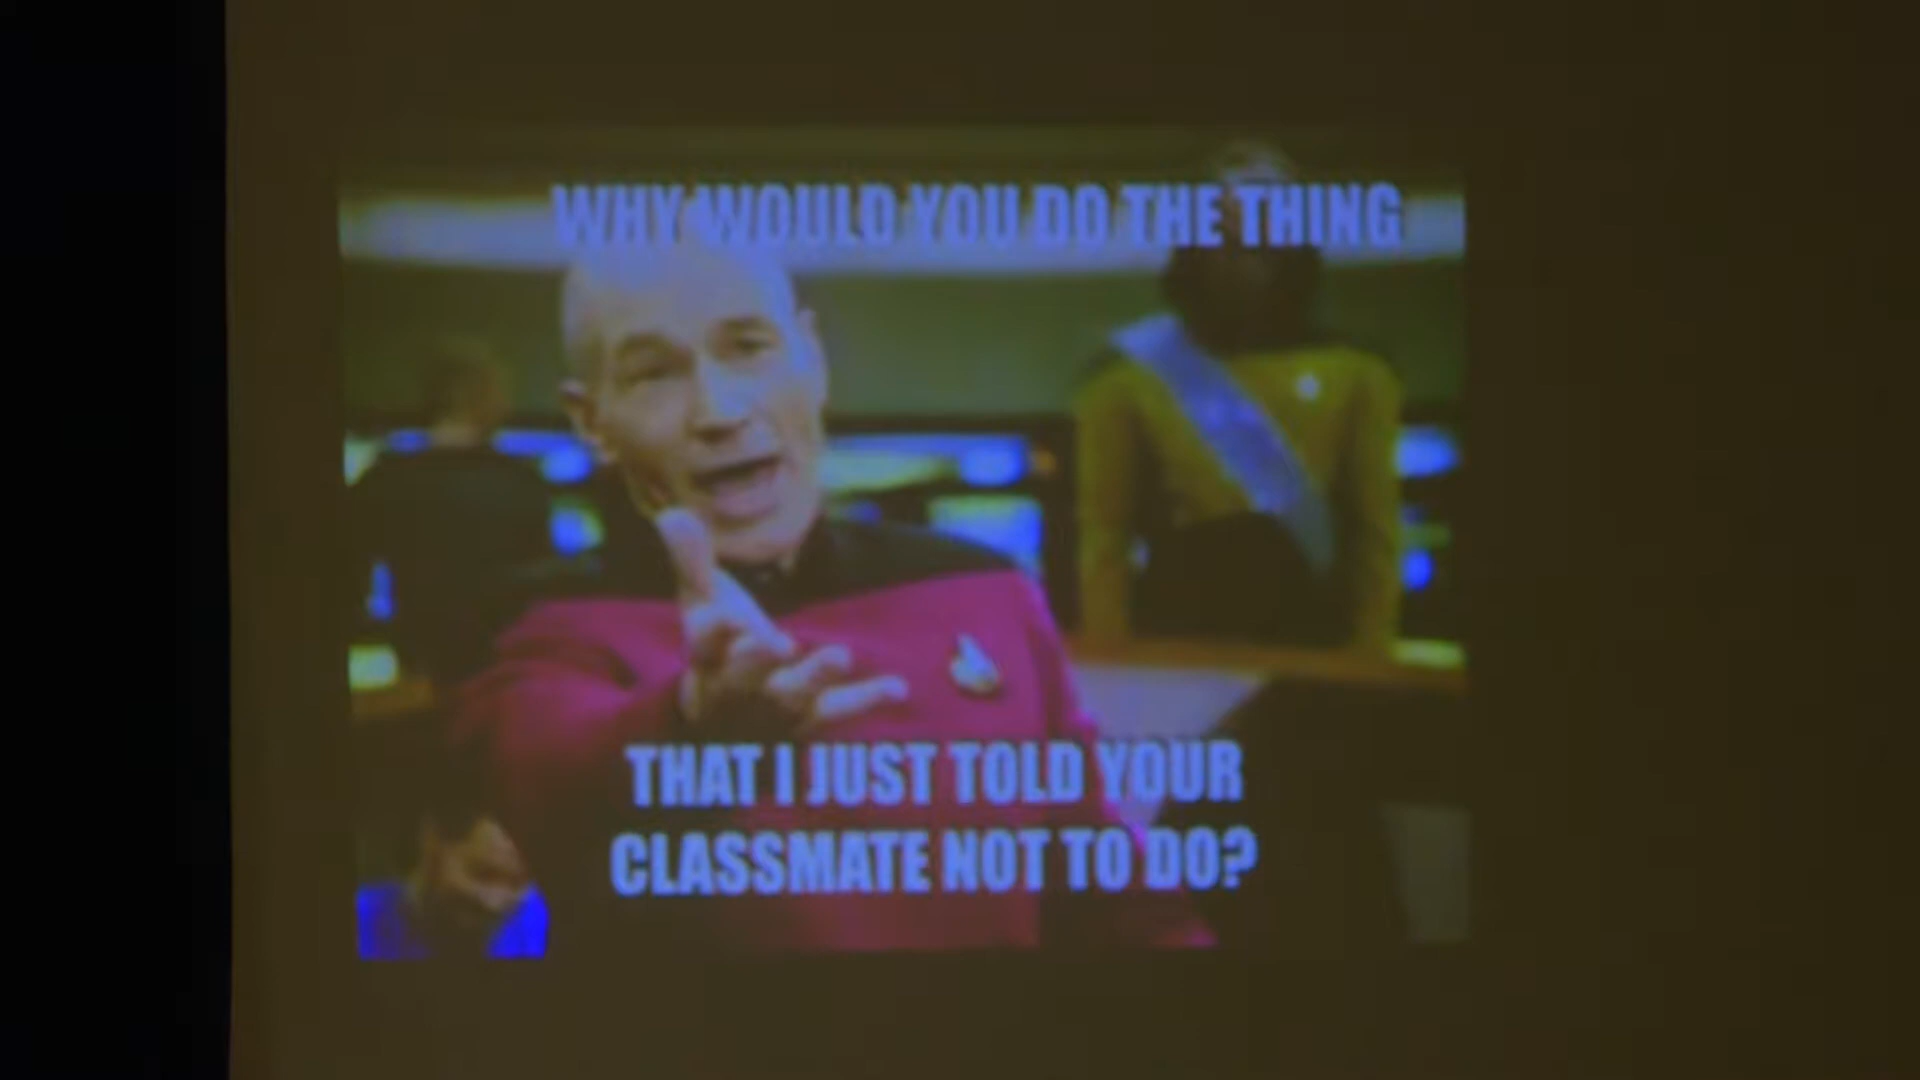 WHY WOULD YOU DO THE THING
THAT I JUST TOLD YOUR
CLASSMATE NOT TO DO?